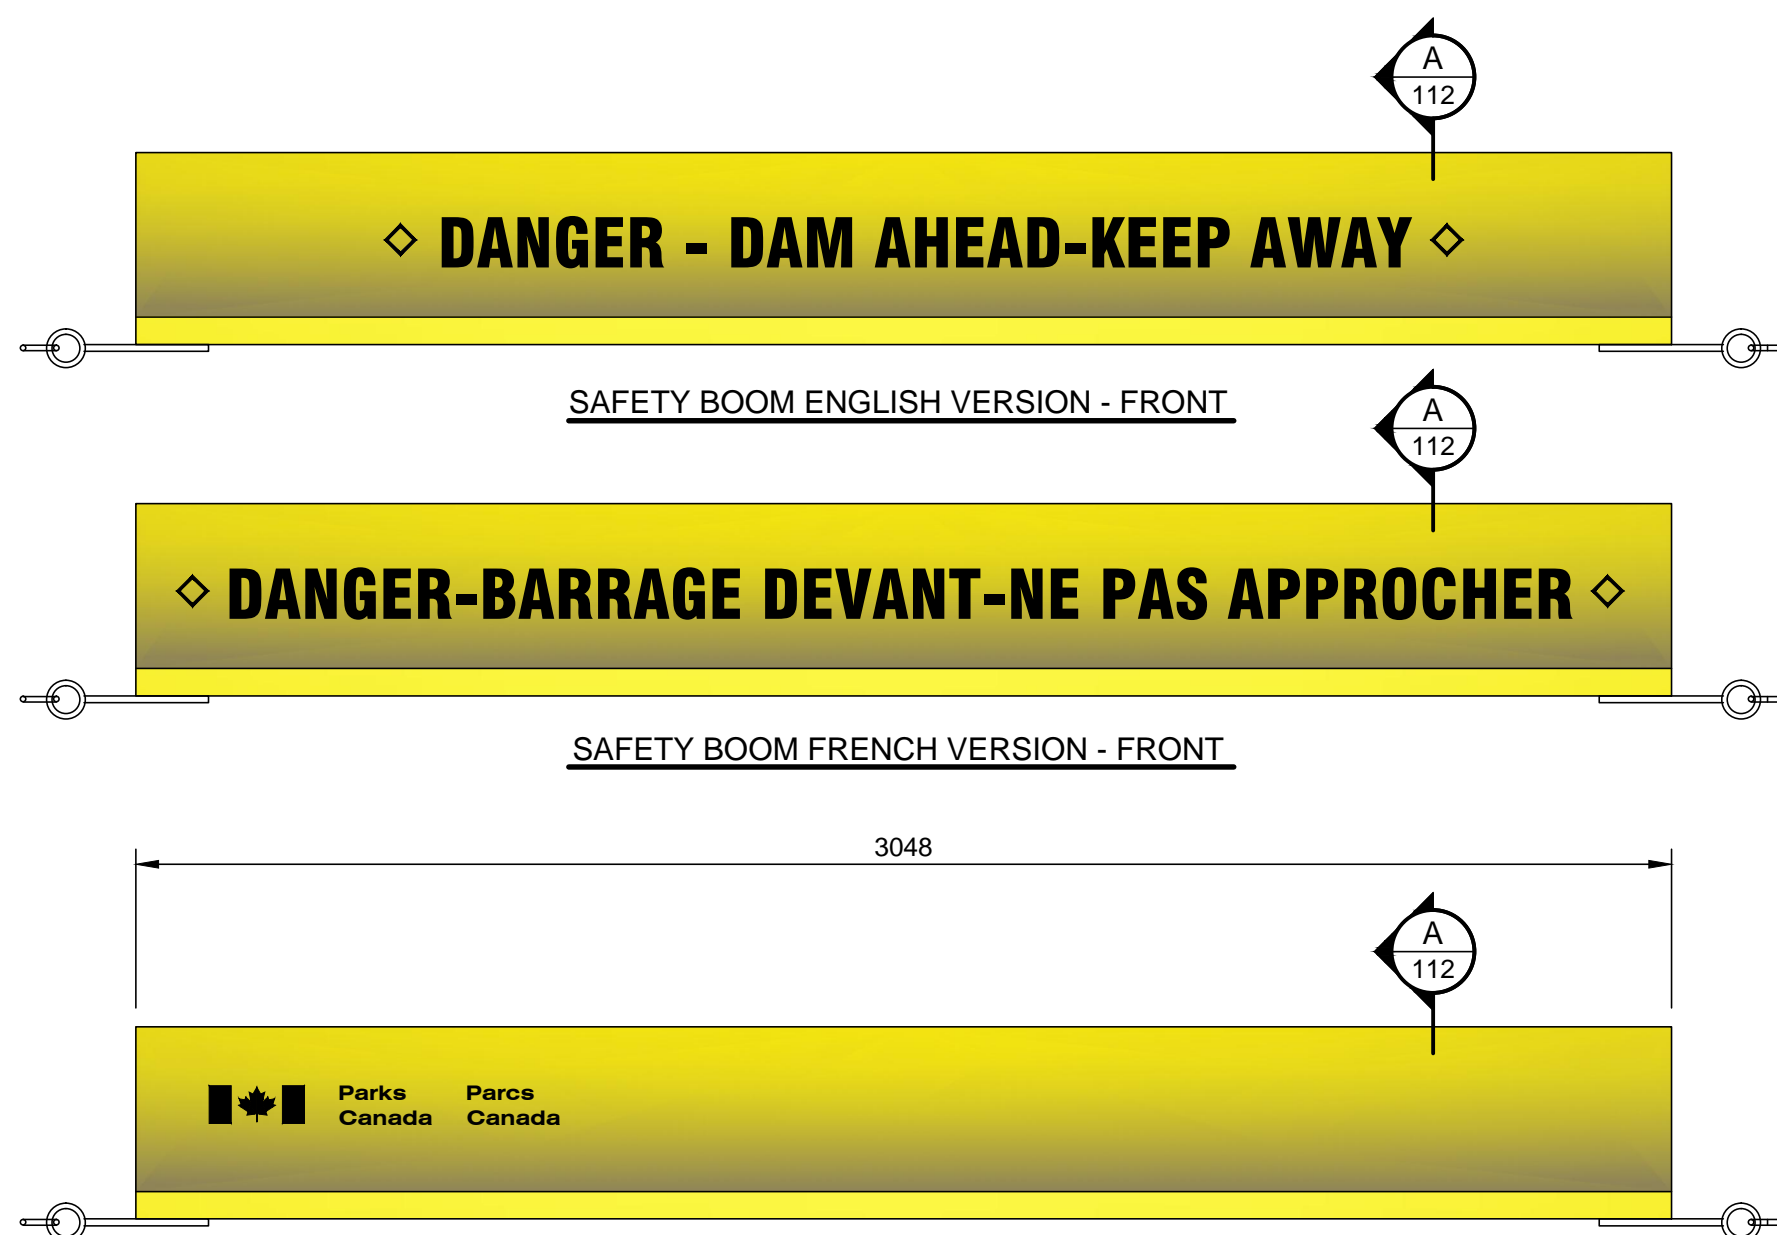 A
112
◇ DANGER - DAM AHEAD-KEEP AWAY ◇
SAFETY BOOM ENGLISH VERSION - FRONT
A
112
◇ DANGER-BARRAGE DEVANT-NE PAS APPROCHER ◇
SAFETY BOOM FRENCH VERSION - FRONT
3048
A
112
Parks Parcs
Canada Canada